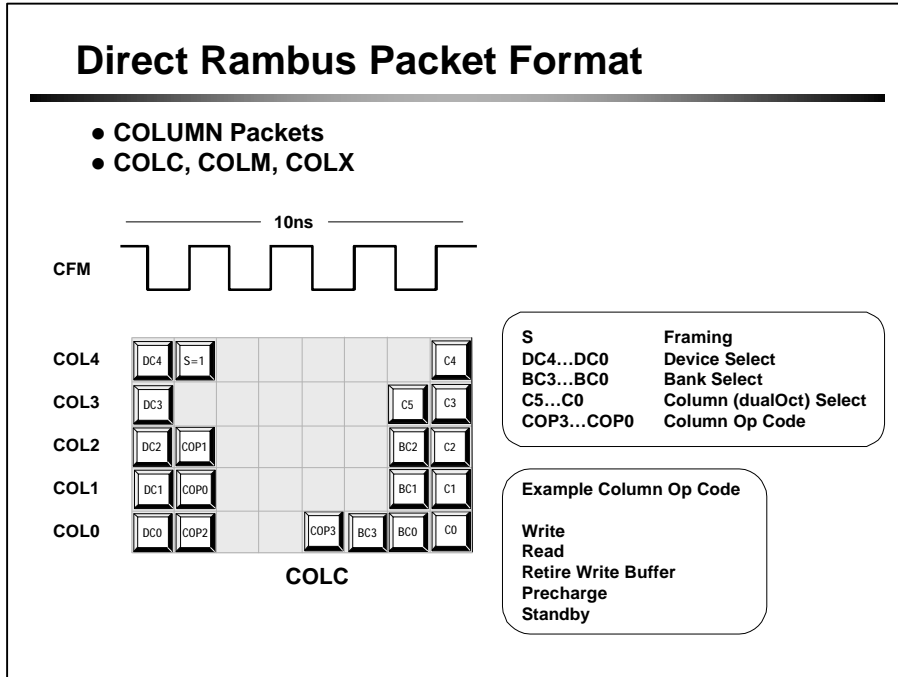 Direct Rambus Packet Format
● COLUMN Packets
● COLC, COLM, COLX
10ns
CFM
COL4 DC4 S=1 C4
COL3 DC3 C5 C3
COL2 DC2 COP1 BC2 C2
COL1 DC1 COP0 BC1 C1
COL0 DC0 COP2 COP3 BC3 BC0 C0
COLC
S Framing
DC4...DC0 Device Select
BC3...BC0 Bank Select
C5...C0 Column (dualOct) Select
COP3...COP0 Column Op Code
Example Column Op Code
Write
Read
Retire Write Buffer
Precharge
Standby